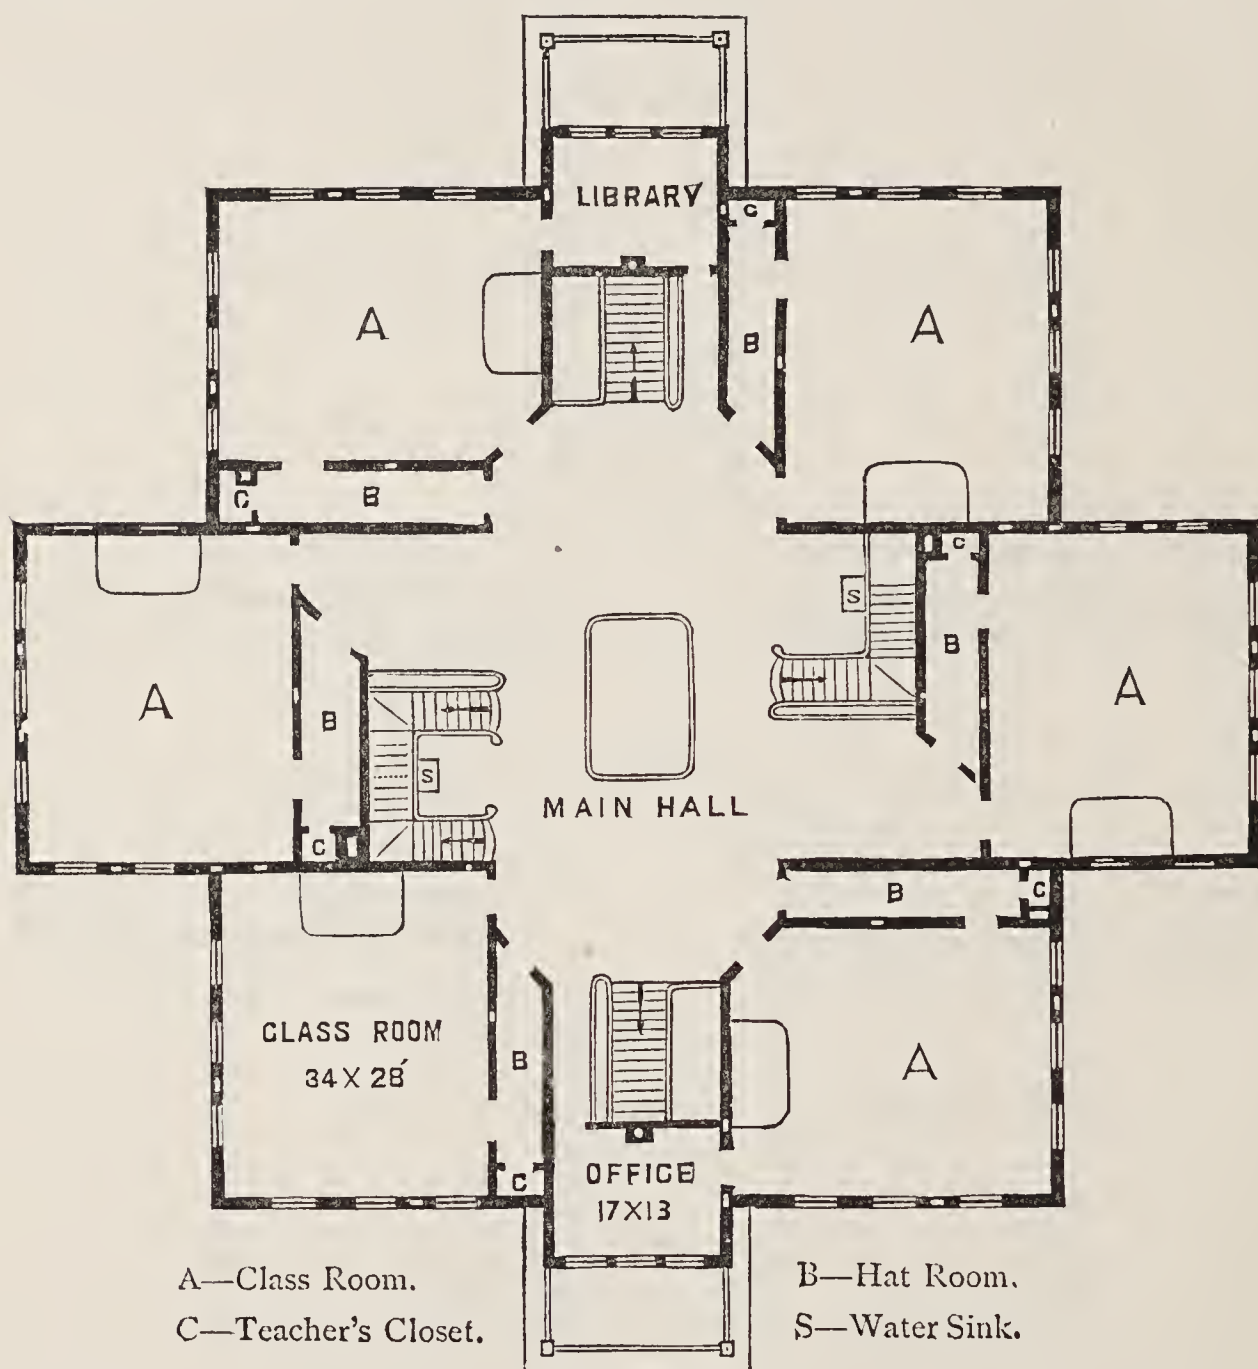 LIBRARY
C
A
A
B
C
B
C
S
B
A
A
B
S
MAIN HALL
C
B
C
CLASS ROOM
34 X 28'
B
A
OFFICE
17X13
C
A—Class Room.
B—Hat Room.
C—Teacher's Closet.
S—Water Sink.